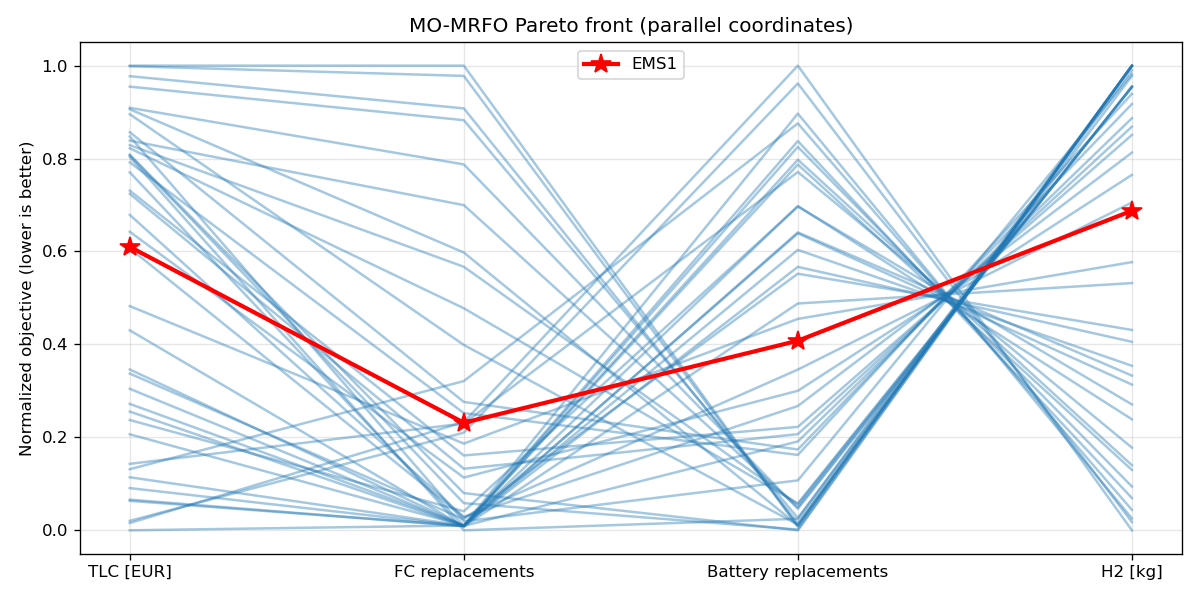 MO-MRFO Pareto front (parallel coordinates)
EMS1
Normalized objective (lower is better)
1.0
0.8
0.6
0.4
0.2
0.0
TLC [EUR]
FC replacements
Battery replacements
H2 [kg]